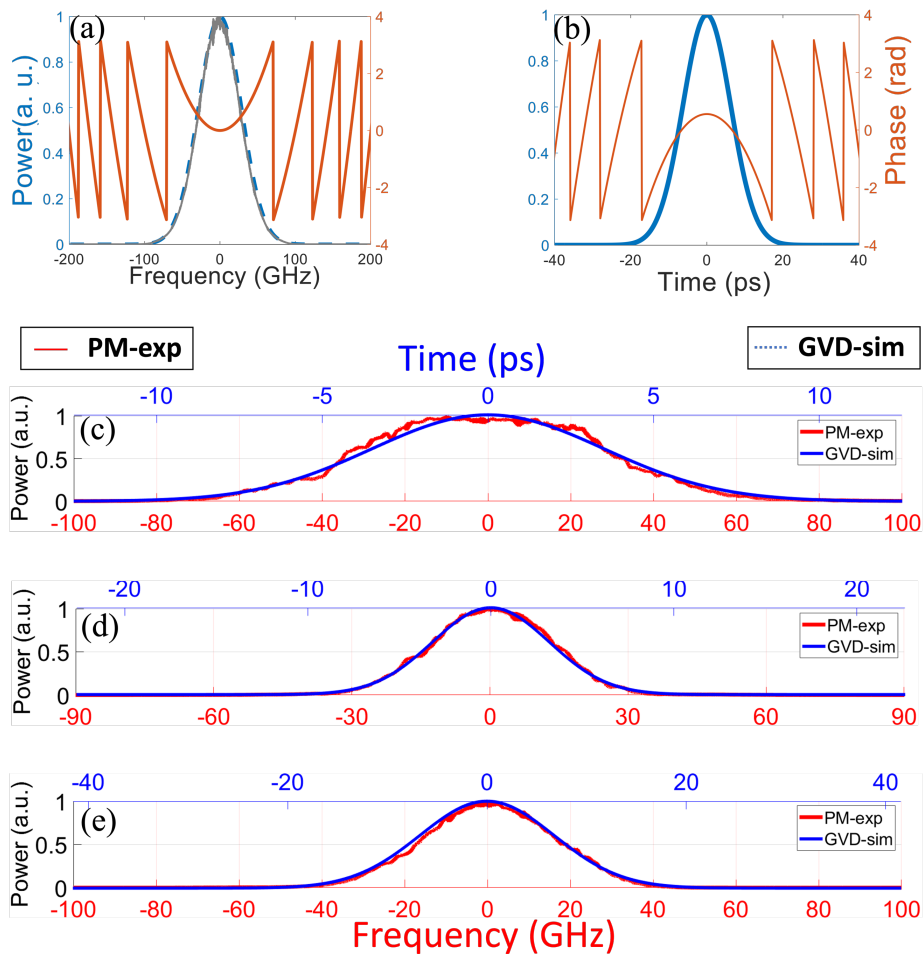 (a)
Power(a. u.)
1
0.8
0.6
0.4
0.2
0
4
2
0
-2
-4
-200 -100 0 100 200
Frequency (GHz)
(b)
1
0.8
0.6
0.4
0.2
0
4
2
0
-2
-4
Phase (rad)
-40 -20 0 20 40
Time (ps)
PM-exp
GVD-sim
Time (ps)
-10 -5 0 5 10
(c)
Power (a.u.)
1
0.5
0
PM-exp
GVD-sim
-100 -80 -60 -40 -20 0 20 40 60 80 100
-20 -10 0 10 20
(d)
Power (a.u.)
1
0.5
0
PM-exp
GVD-sim
-90 -60 -30 0 30 60 90
-40 -20 0 20 40
(e)
Power (a.u.)
1
0.5
0
PM-exp
GVD-sim
-100 -80 -60 -40 -20 0 20 40 60 80 100
Frequency (GHz)